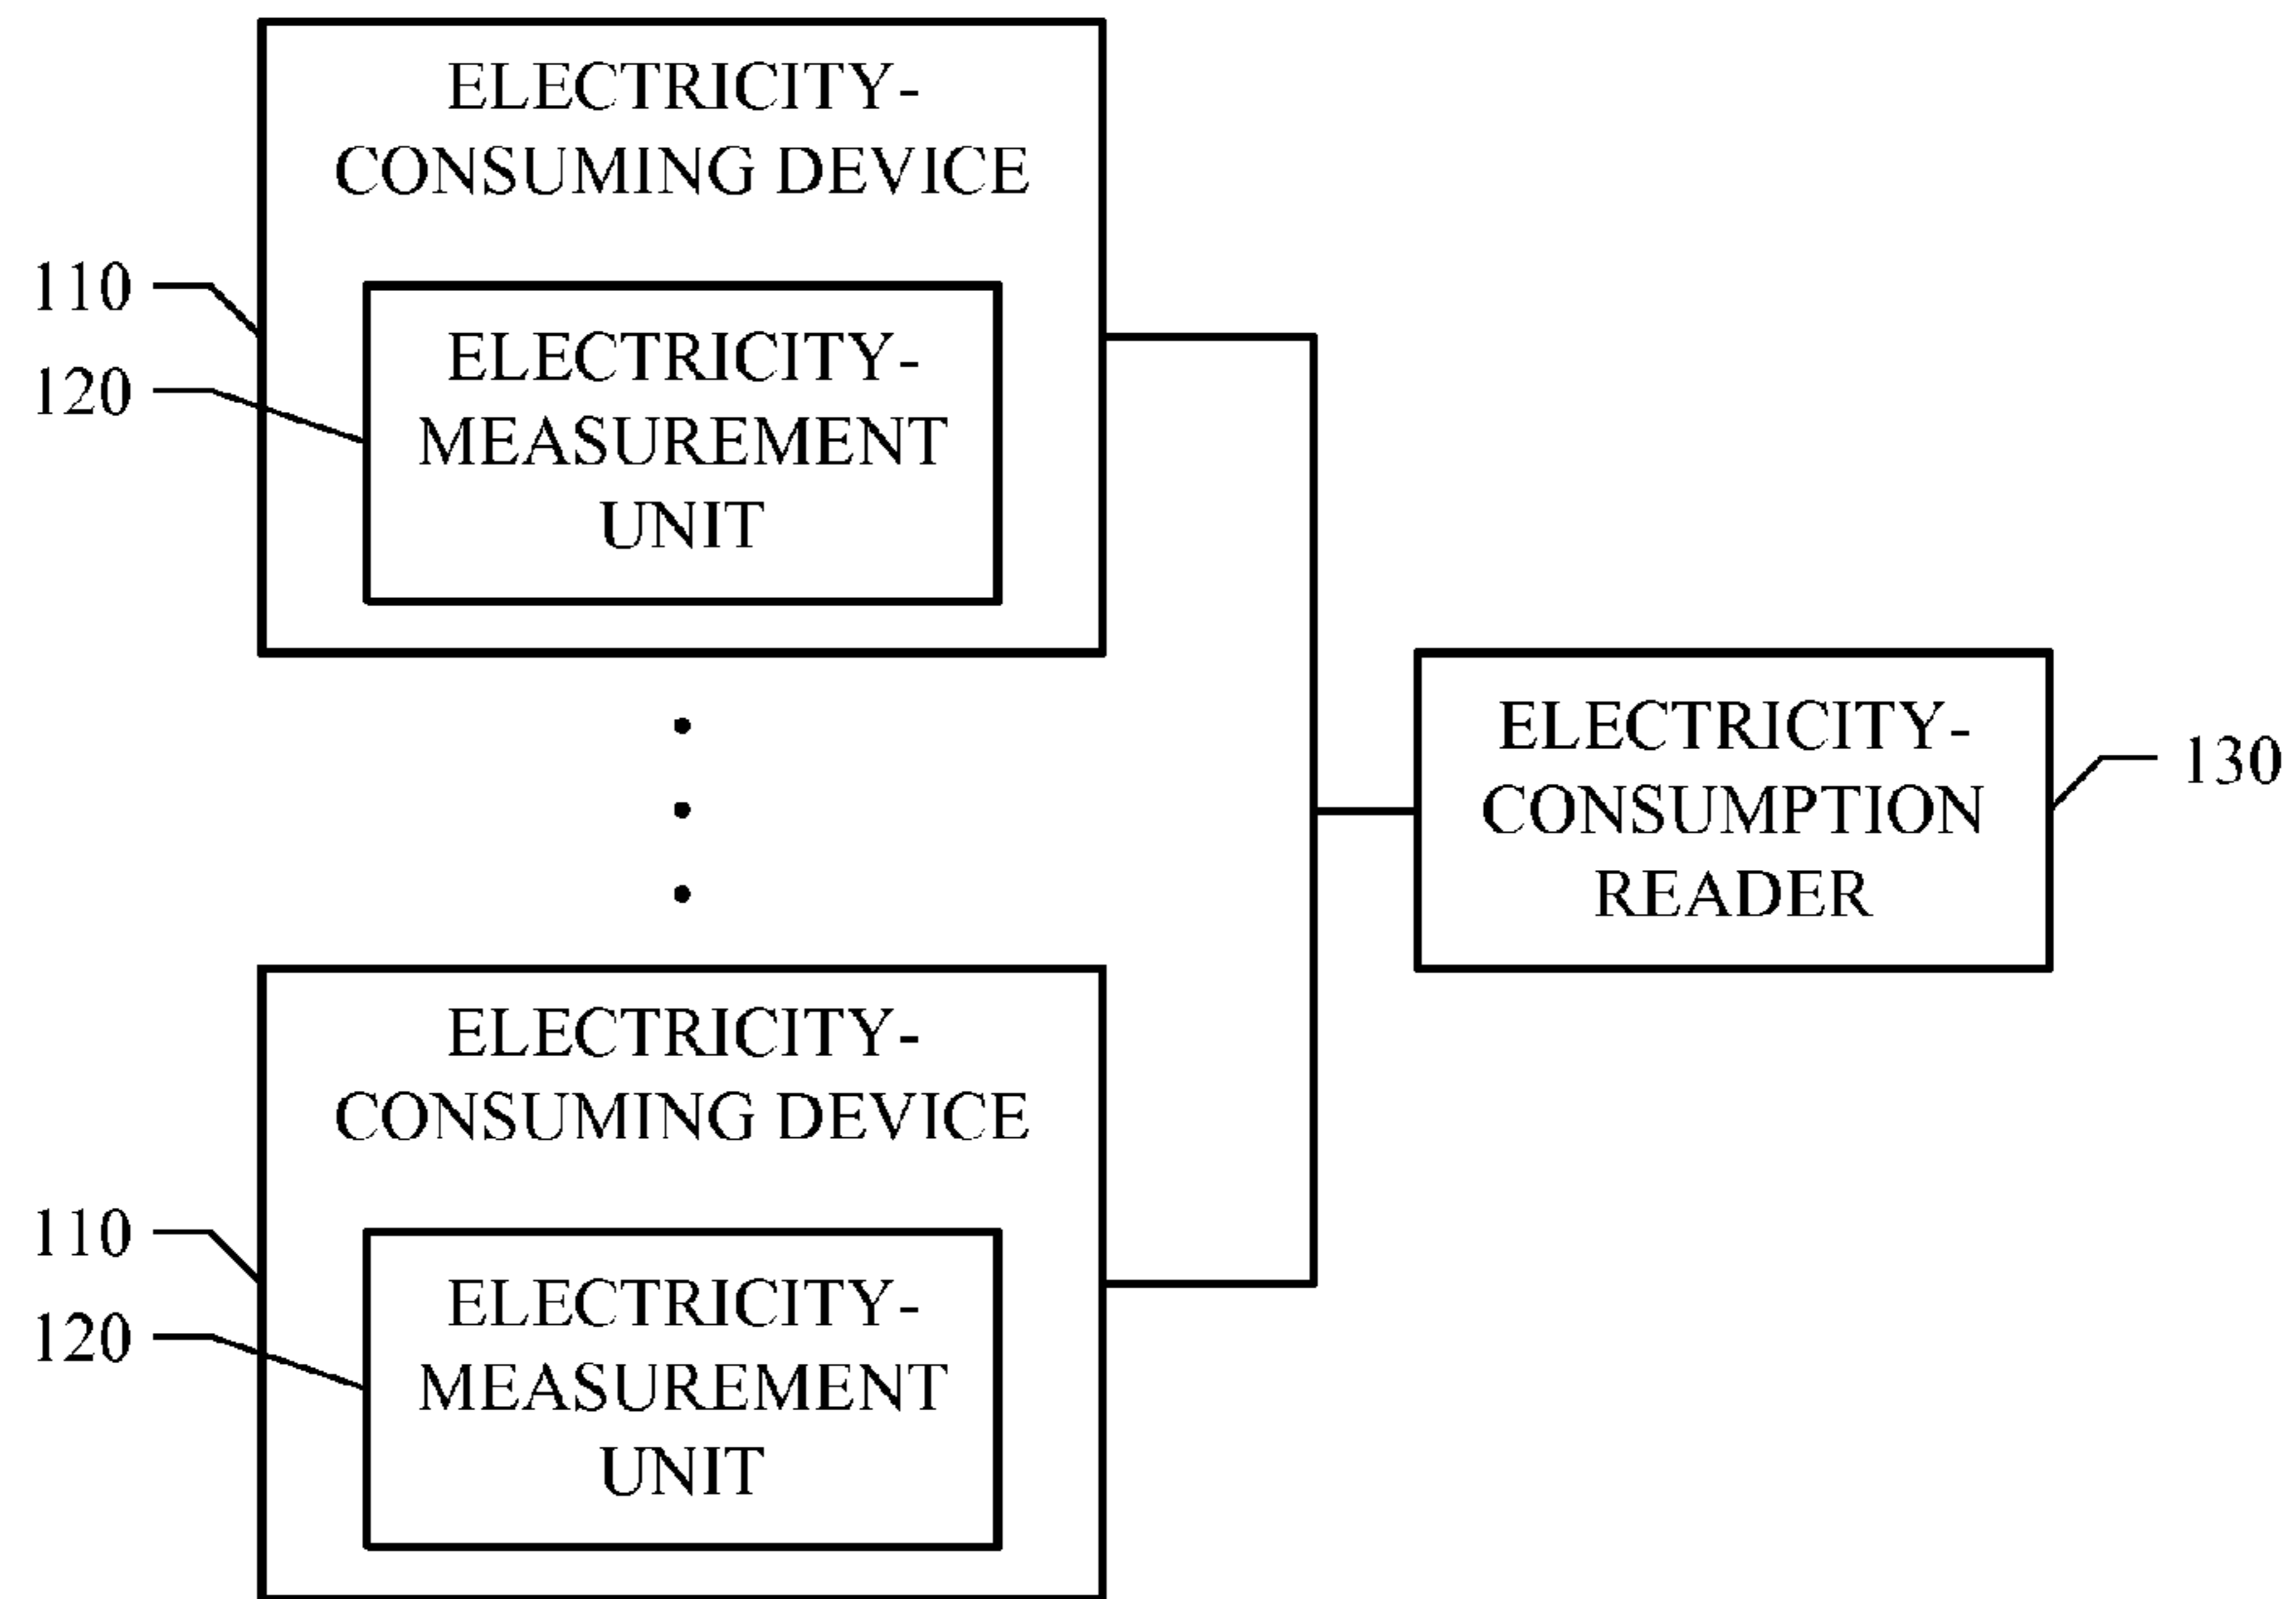 ELECTRICITY-
CONSUMING DEVICE
110
ELECTRICITY-
MEASUREMENT
UNIT
120
ELECTRICITY-
CONSUMPTION
READER
130
ELECTRICITY-
CONSUMING DEVICE
110
ELECTRICITY-
MEASUREMENT
UNIT
120